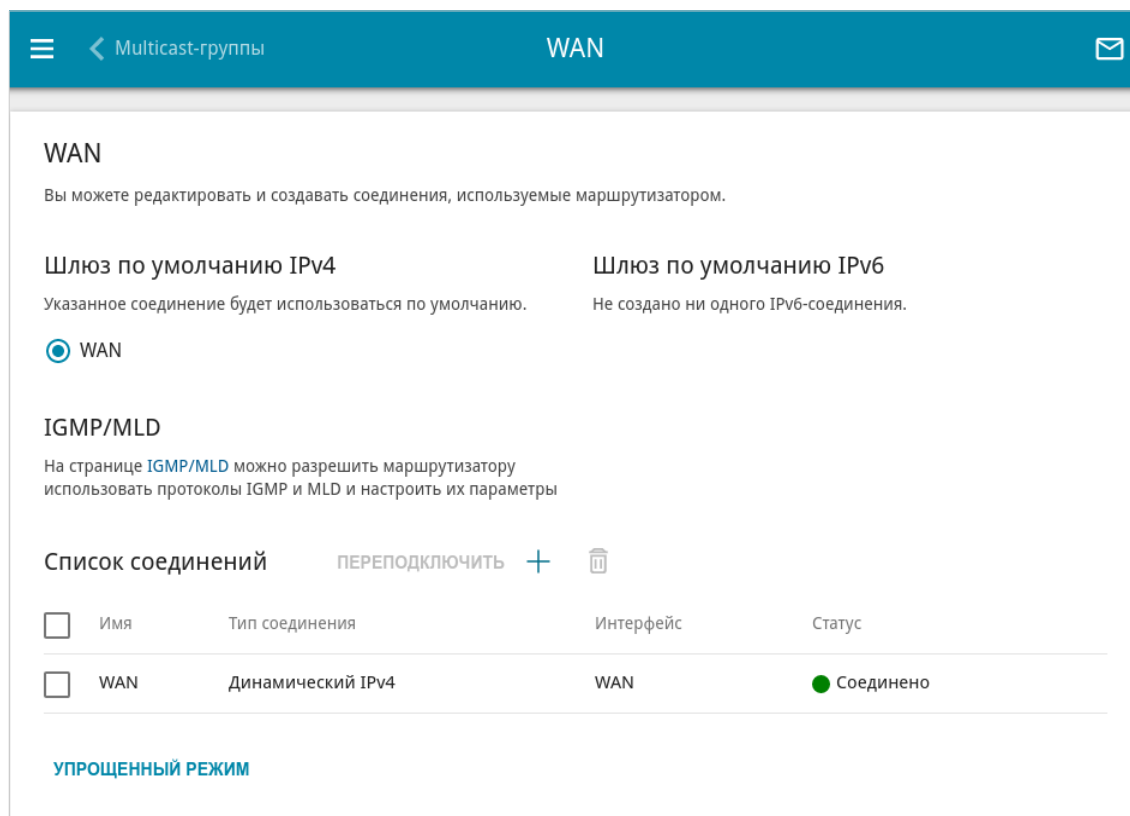 Multicast-группы
WAN
WAN
Вы можете редактировать и создавать соединения, используемые маршрутизатором.
Шлюз по умолчанию IPv4
Указанное соединение будет использоваться по умолчанию.
WAN
Шлюз по умолчанию IPv6
Не создано ни одного IPv6-соединения.
IGMP/MLD
На странице IGMP/MLD можно разрешить маршрутизатору
использовать протоколы IGMP и MLD и настроить их параметры
Список соединений ПЕРЕПОДКЛЮЧИТЬ
Имя Тип соединения Интерфейс Статус
WAN Динамический IPv4 WAN Соединено
УПРОЩЕННЫЙ РЕЖИМ